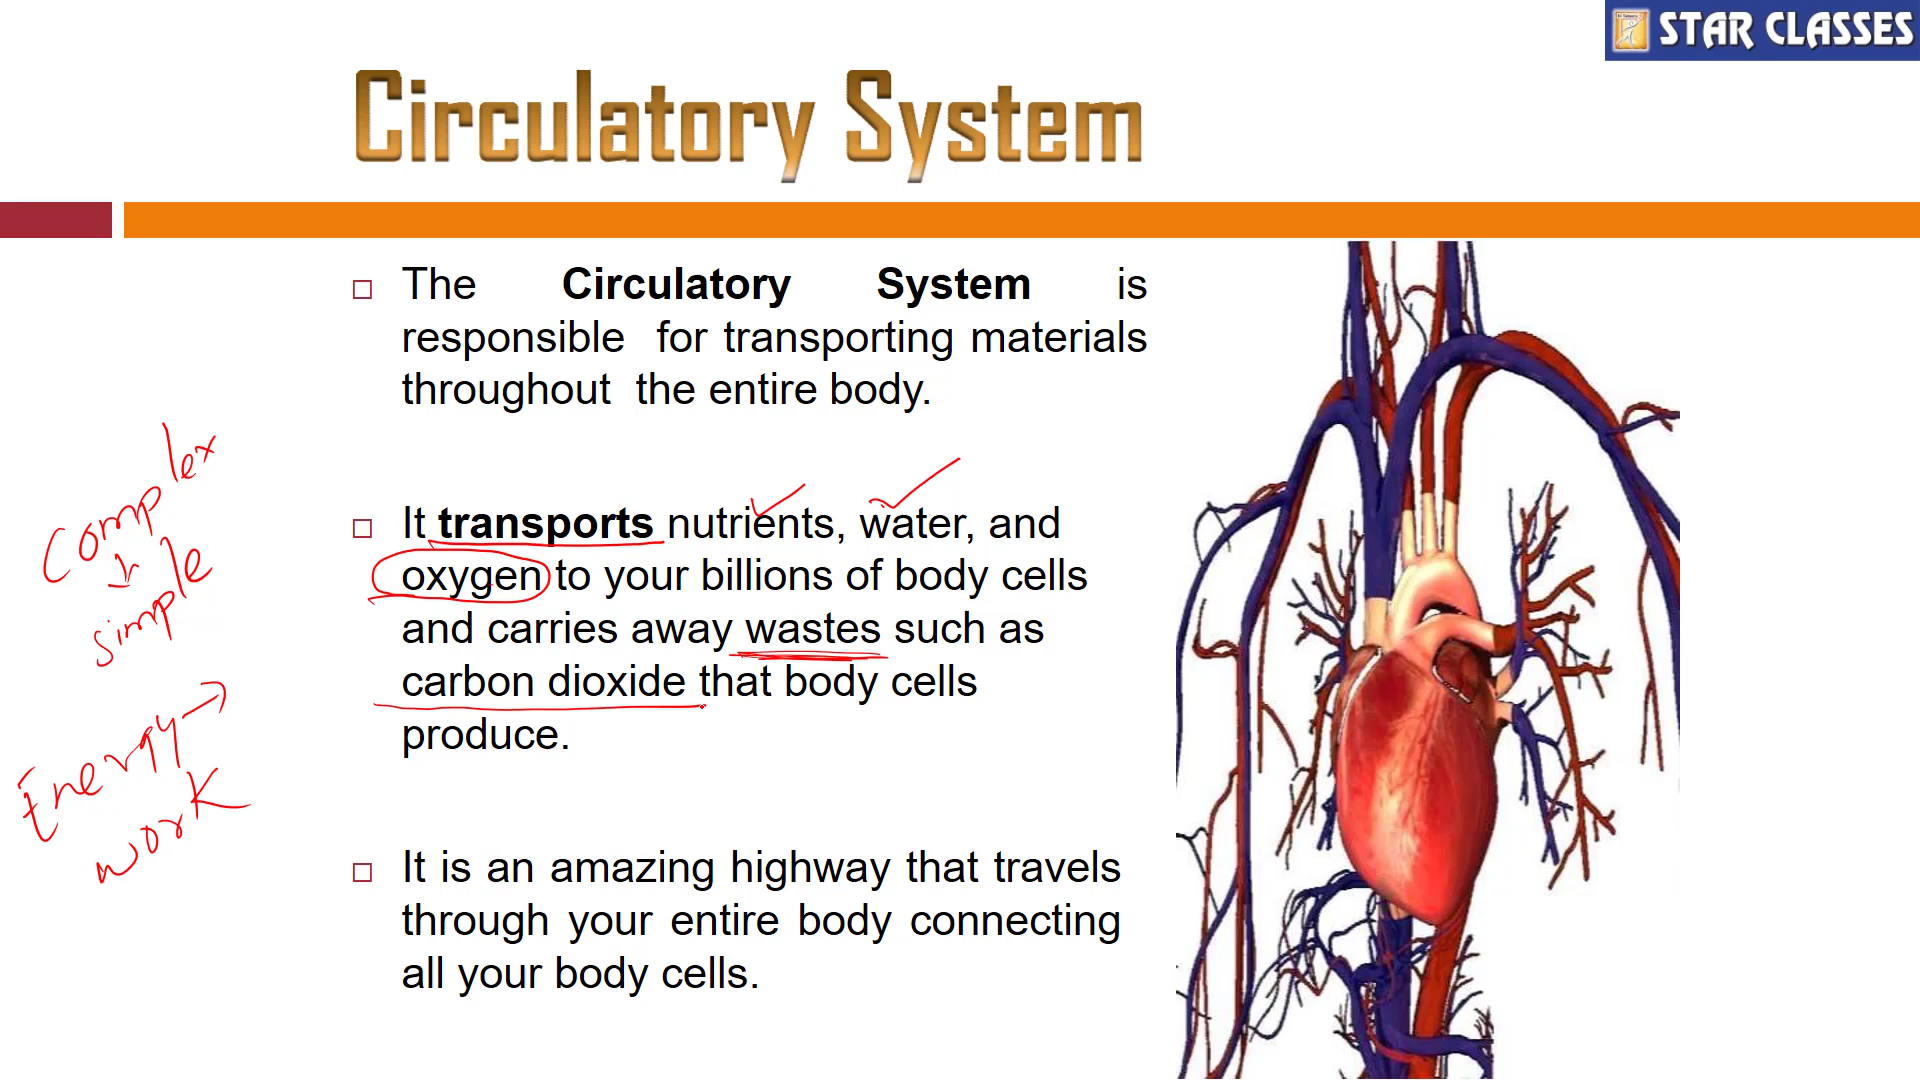 STAR CLASSES
Circulatory System
The Circulatory System is
responsible for transporting materials
throughout the entire body.
It transports nutrients, water, and
oxygen to your billions of body cells
and carries away wastes such as
carbon dioxide that body cells
produce.
It is an amazing highway that travels
through your entire body connecting
all your body cells.
Complex
simple
Energy →
work